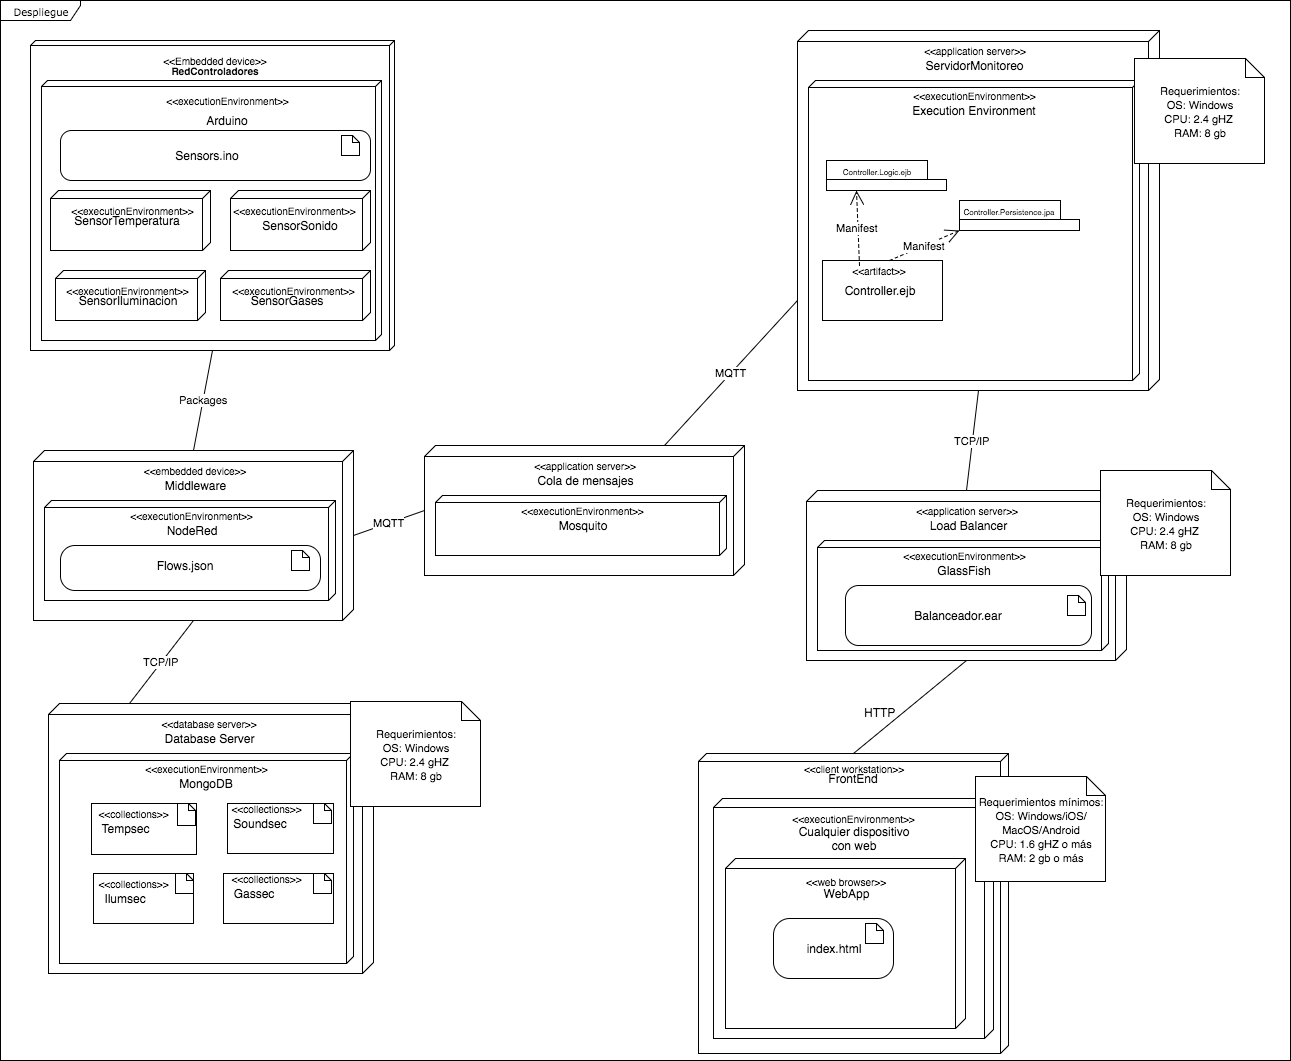 Despliegue
<<Embedded device>>
RedControladores
<<executionEnvironment>>
Arduino
Sensors.ino
<<executionEnvironment>>
SensorTemperatura
<<executionEnvironment>>
SensorSonido
<<executionEnvironment>>
SensorIluminacion
<<executionEnvironment>>
SensorGases
Packages
<<embedded device>>
Middleware
<<executionEnvironment>>
NodeRed
Flows.json
MQTT
<<application server>>
Cola de mensajes
<<executionEnvironment>>
Mosquito
MQTT
<<application server>>
ServidorMonitoreo
<<executionEnvironment>>
Execution Environment
Controller.Logic.ejb
Controller.Persistence.jpa
Manifest
Manifest
<<artifact>>
Controller.ejb
Requerimientos:
OS: Windows
CPU: 2.4 gHZ
RAM: 8 gb
TCP/IP
<<application server>>
Load Balancer
<<executionEnvironment>>
GlassFish
Balanceador.ear
Requerimientos:
OS: Windows
CPU: 2.4 gHZ
RAM: 8 gb
TCP/IP
<<database server>>
Database Server
<<executionEnvironment>>
MongoDB
<<collections>>
Tempsec
<<collections>>
Soundsec
<<collections>>
Ilumsec
<<collections>>
Gassec
Requerimientos:
OS: Windows
CPU: 2.4 gHZ
RAM: 8 gb
HTTP
<<client workstation>>
FrontEnd
<<executionEnvironment>>
Cualquier dispositivo
con web
<<web browser>>
WebApp
index.html
Requerimientos mínimos:
OS: Windows/iOS/
MacOS/Android
CPU: 1.6 gHZ o más
RAM: 2 gb o más